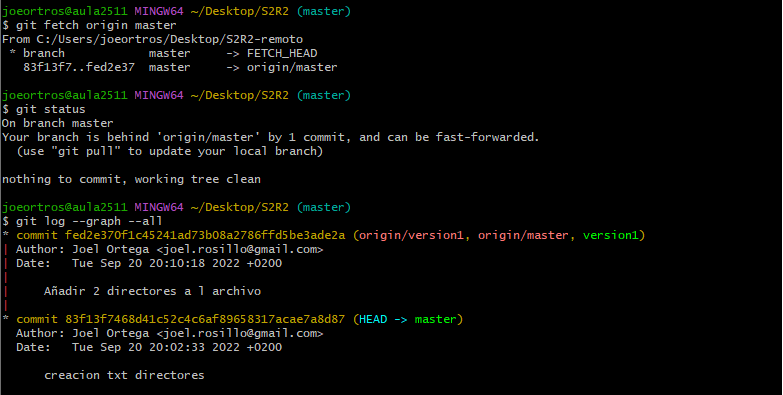 joeortros@aula2511 MINGW64 ~/Desktop/S2R2 (master)
$ git fetch origin master
From C:/Users/joeortros/Desktop/S2R2-remoto
 * branch            master     -> FETCH_HEAD
   83f13f7..fed2e37  master     -> origin/master
joeortros@aula2511 MINGW64 ~/Desktop/S2R2 (master)
$ git status
On branch master
Your branch is behind 'origin/master' by 1 commit, and can be fast-forwarded.
  (use "git pull" to update your local branch)
nothing to commit, working tree clean
joeortros@aula2511 MINGW64 ~/Desktop/S2R2 (master)
$ git log --graph --all
* commit fed2e370f1c45241ad73b08a2786ffd5be3ade2a (origin/version1, origin/master, version1)
| Author: Joel Ortega <joel.rosillo@gmail.com>
| Date:   Tue Sep 20 20:10:18 2022 +0200
|
|     Añadir 2 directores a l archivo
|
* commit 83f13f7468d41c52c4c6af89658317acae7a8d87 (HEAD -> master)
  Author: Joel Ortega <joel.rosillo@gmail.com>
  Date:   Tue Sep 20 20:02:33 2022 +0200
      creacion txt directores